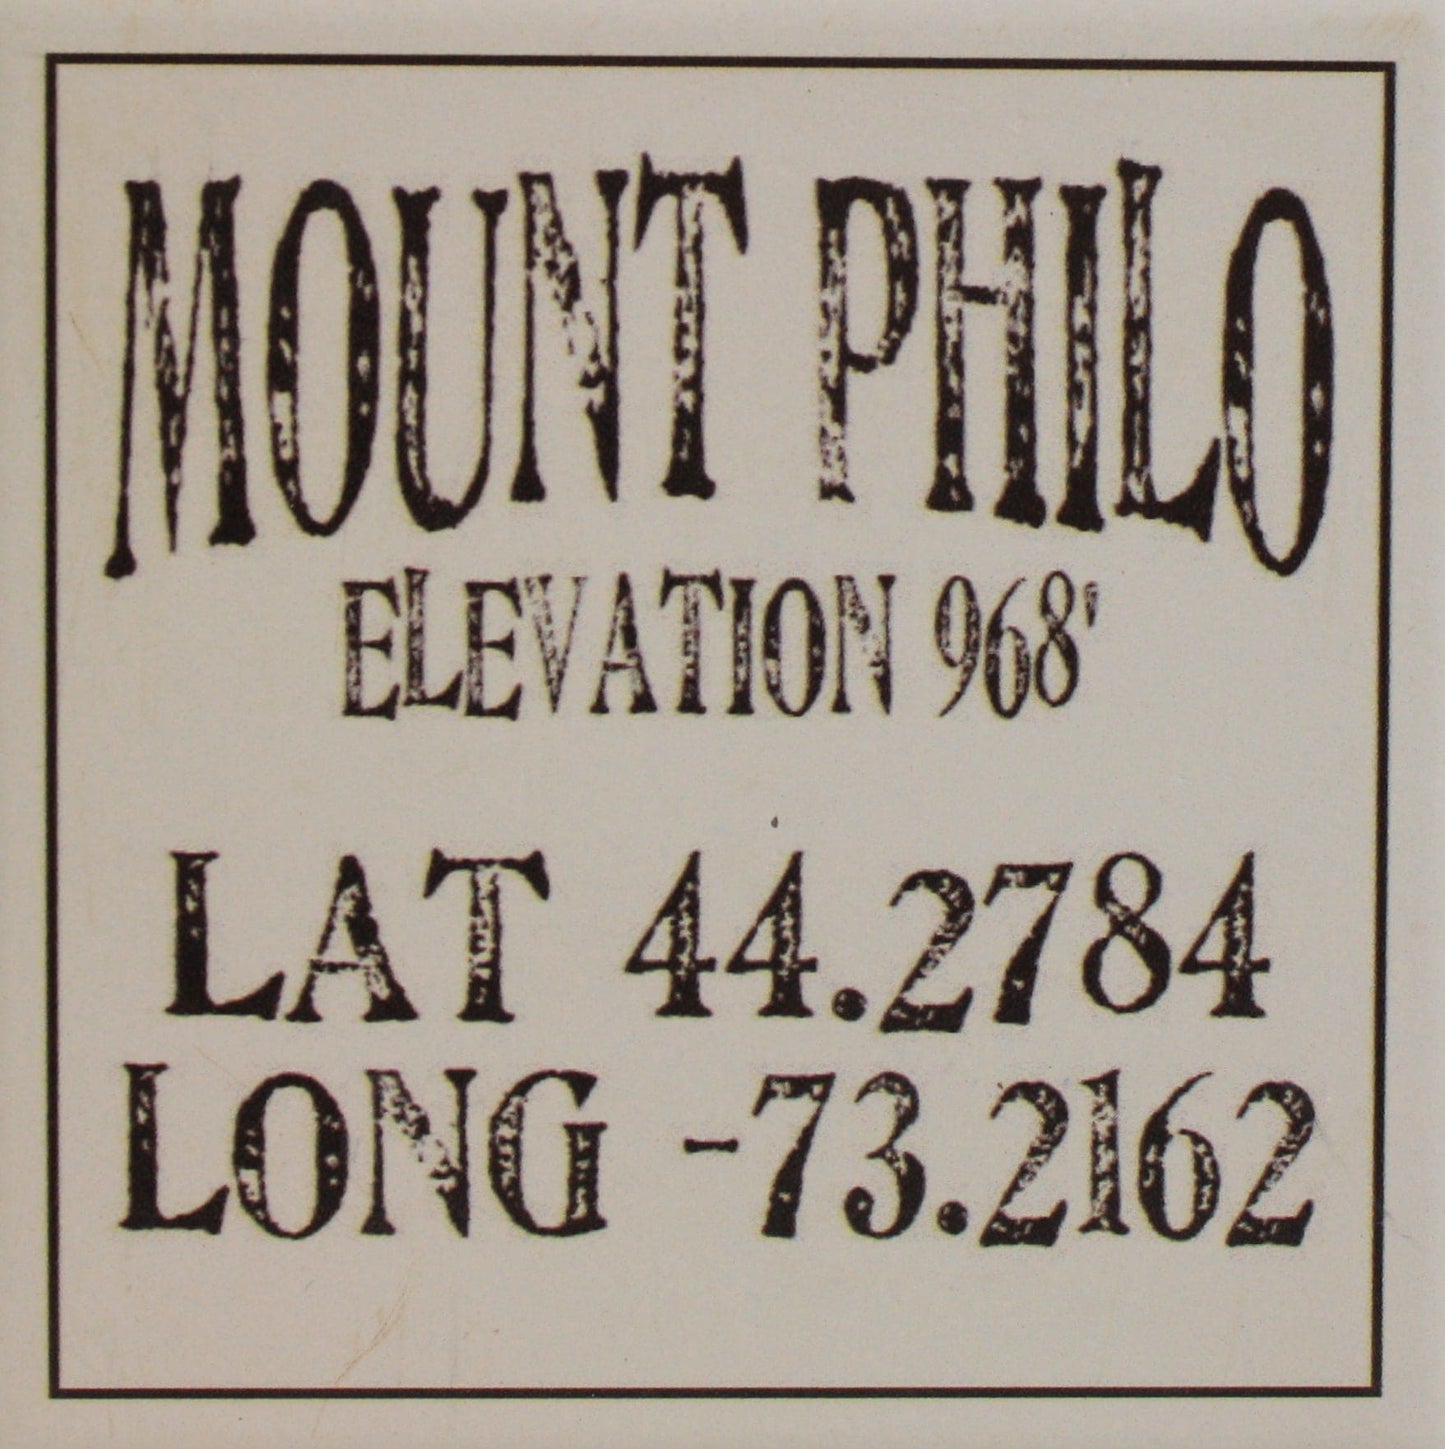 MOUNT PHILO
ELEVATION 968'
LAT 44.2784
LONG -73.2162